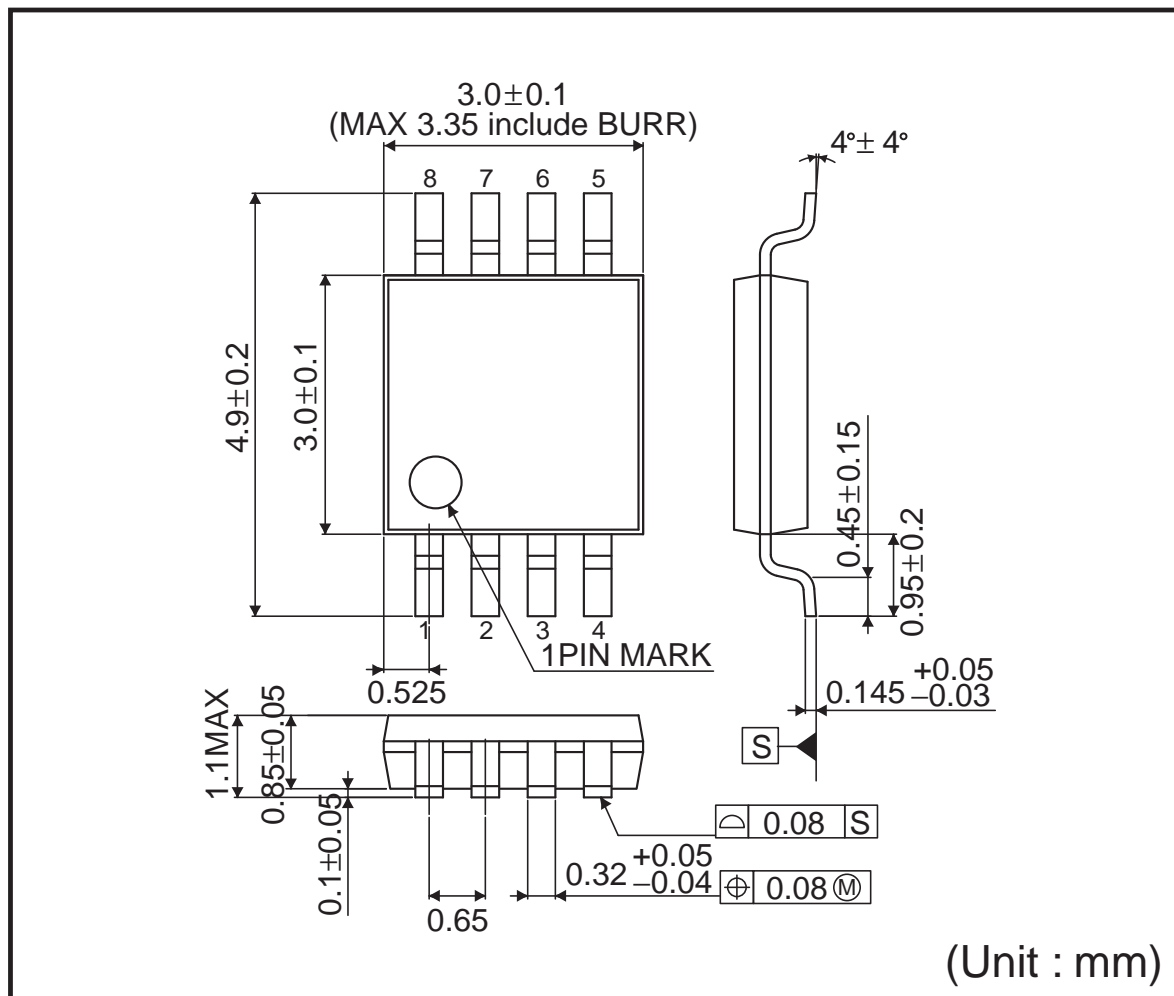 3.0±0.1
(MAX 3.35 include BURR)
4°± 4°
8 7 6 5
4.9±0.2
3.0±0.1
0.45±0.15
0.95±0.2
1 2 3 4
1PIN MARK
0.525
0.145 +0.05 −0.03
S
1.1MAX
0.85±0.05
0.1±0.05
0.65
0.32 +0.05 −0.04
⌓ 0.08 S
⌖ 0.08 Ⓜ
(Unit : mm)